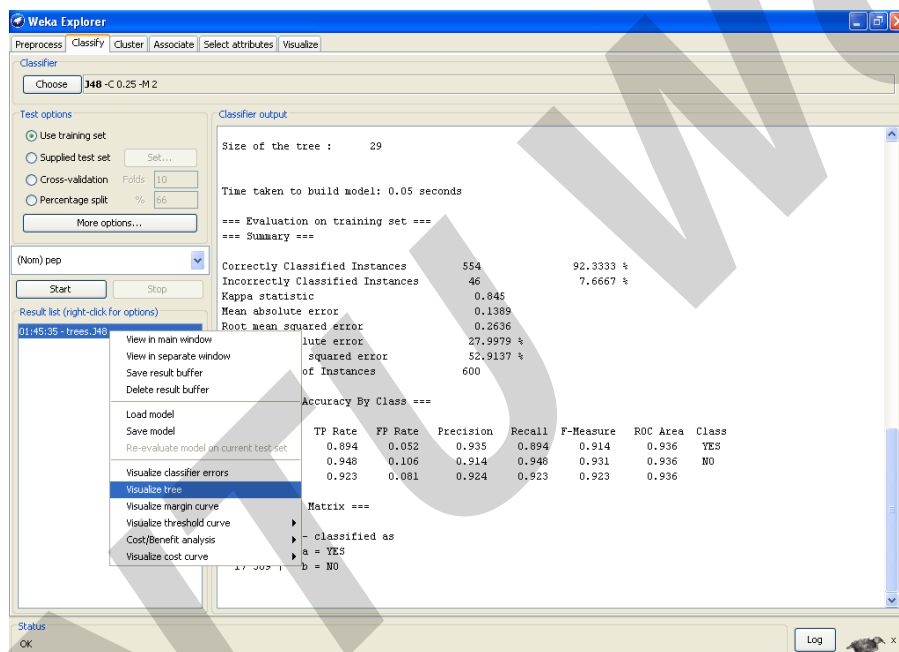 Weka Explorer
Preprocess Classify Cluster Associate Select attributes Visualize
Classifier
Choose J48 -C 0.25 -M 2
Test options
Use training set
Supplied test set Set...
Cross-validation Folds 10
Percentage split % 66
More options...
(Nom) pep
Start Stop
Result list (right-click for options)
01:45:35 - trees.J48
View in main window
View in separate window
Save result buffer
Delete result buffer
Load model
Save model
Re-evaluate model on current test set
Visualize classifier errors
Visualize tree
Visualize margin curve
Visualize threshold curve
Cost/Benefit analysis
Visualize cost curve
Classifier output
Size of the tree : 29
Time taken to build model: 0.05 seconds
=== Evaluation on training set ===
=== Summary ===
Correctly Classified Instances 554 92.3333 %
Incorrectly Classified Instances 46 7.6667 %
Kappa statistic 0.845
Mean absolute error 0.1389
Root mean squared error 0.2636
lute error 27.9979 %
squared error 52.9137 %
of Instances 600
Accuracy By Class ===
TP Rate FP Rate Precision Recall F-Measure ROC Area Class
0.894 0.052 0.935 0.894 0.914 0.936 YES
0.948 0.106 0.914 0.948 0.931 0.936 NO
0.923 0.081 0.924 0.923 0.923 0.936
Matrix ===
- classified as
a = YES
b = NO
Status
OK
Log
x
VTU W